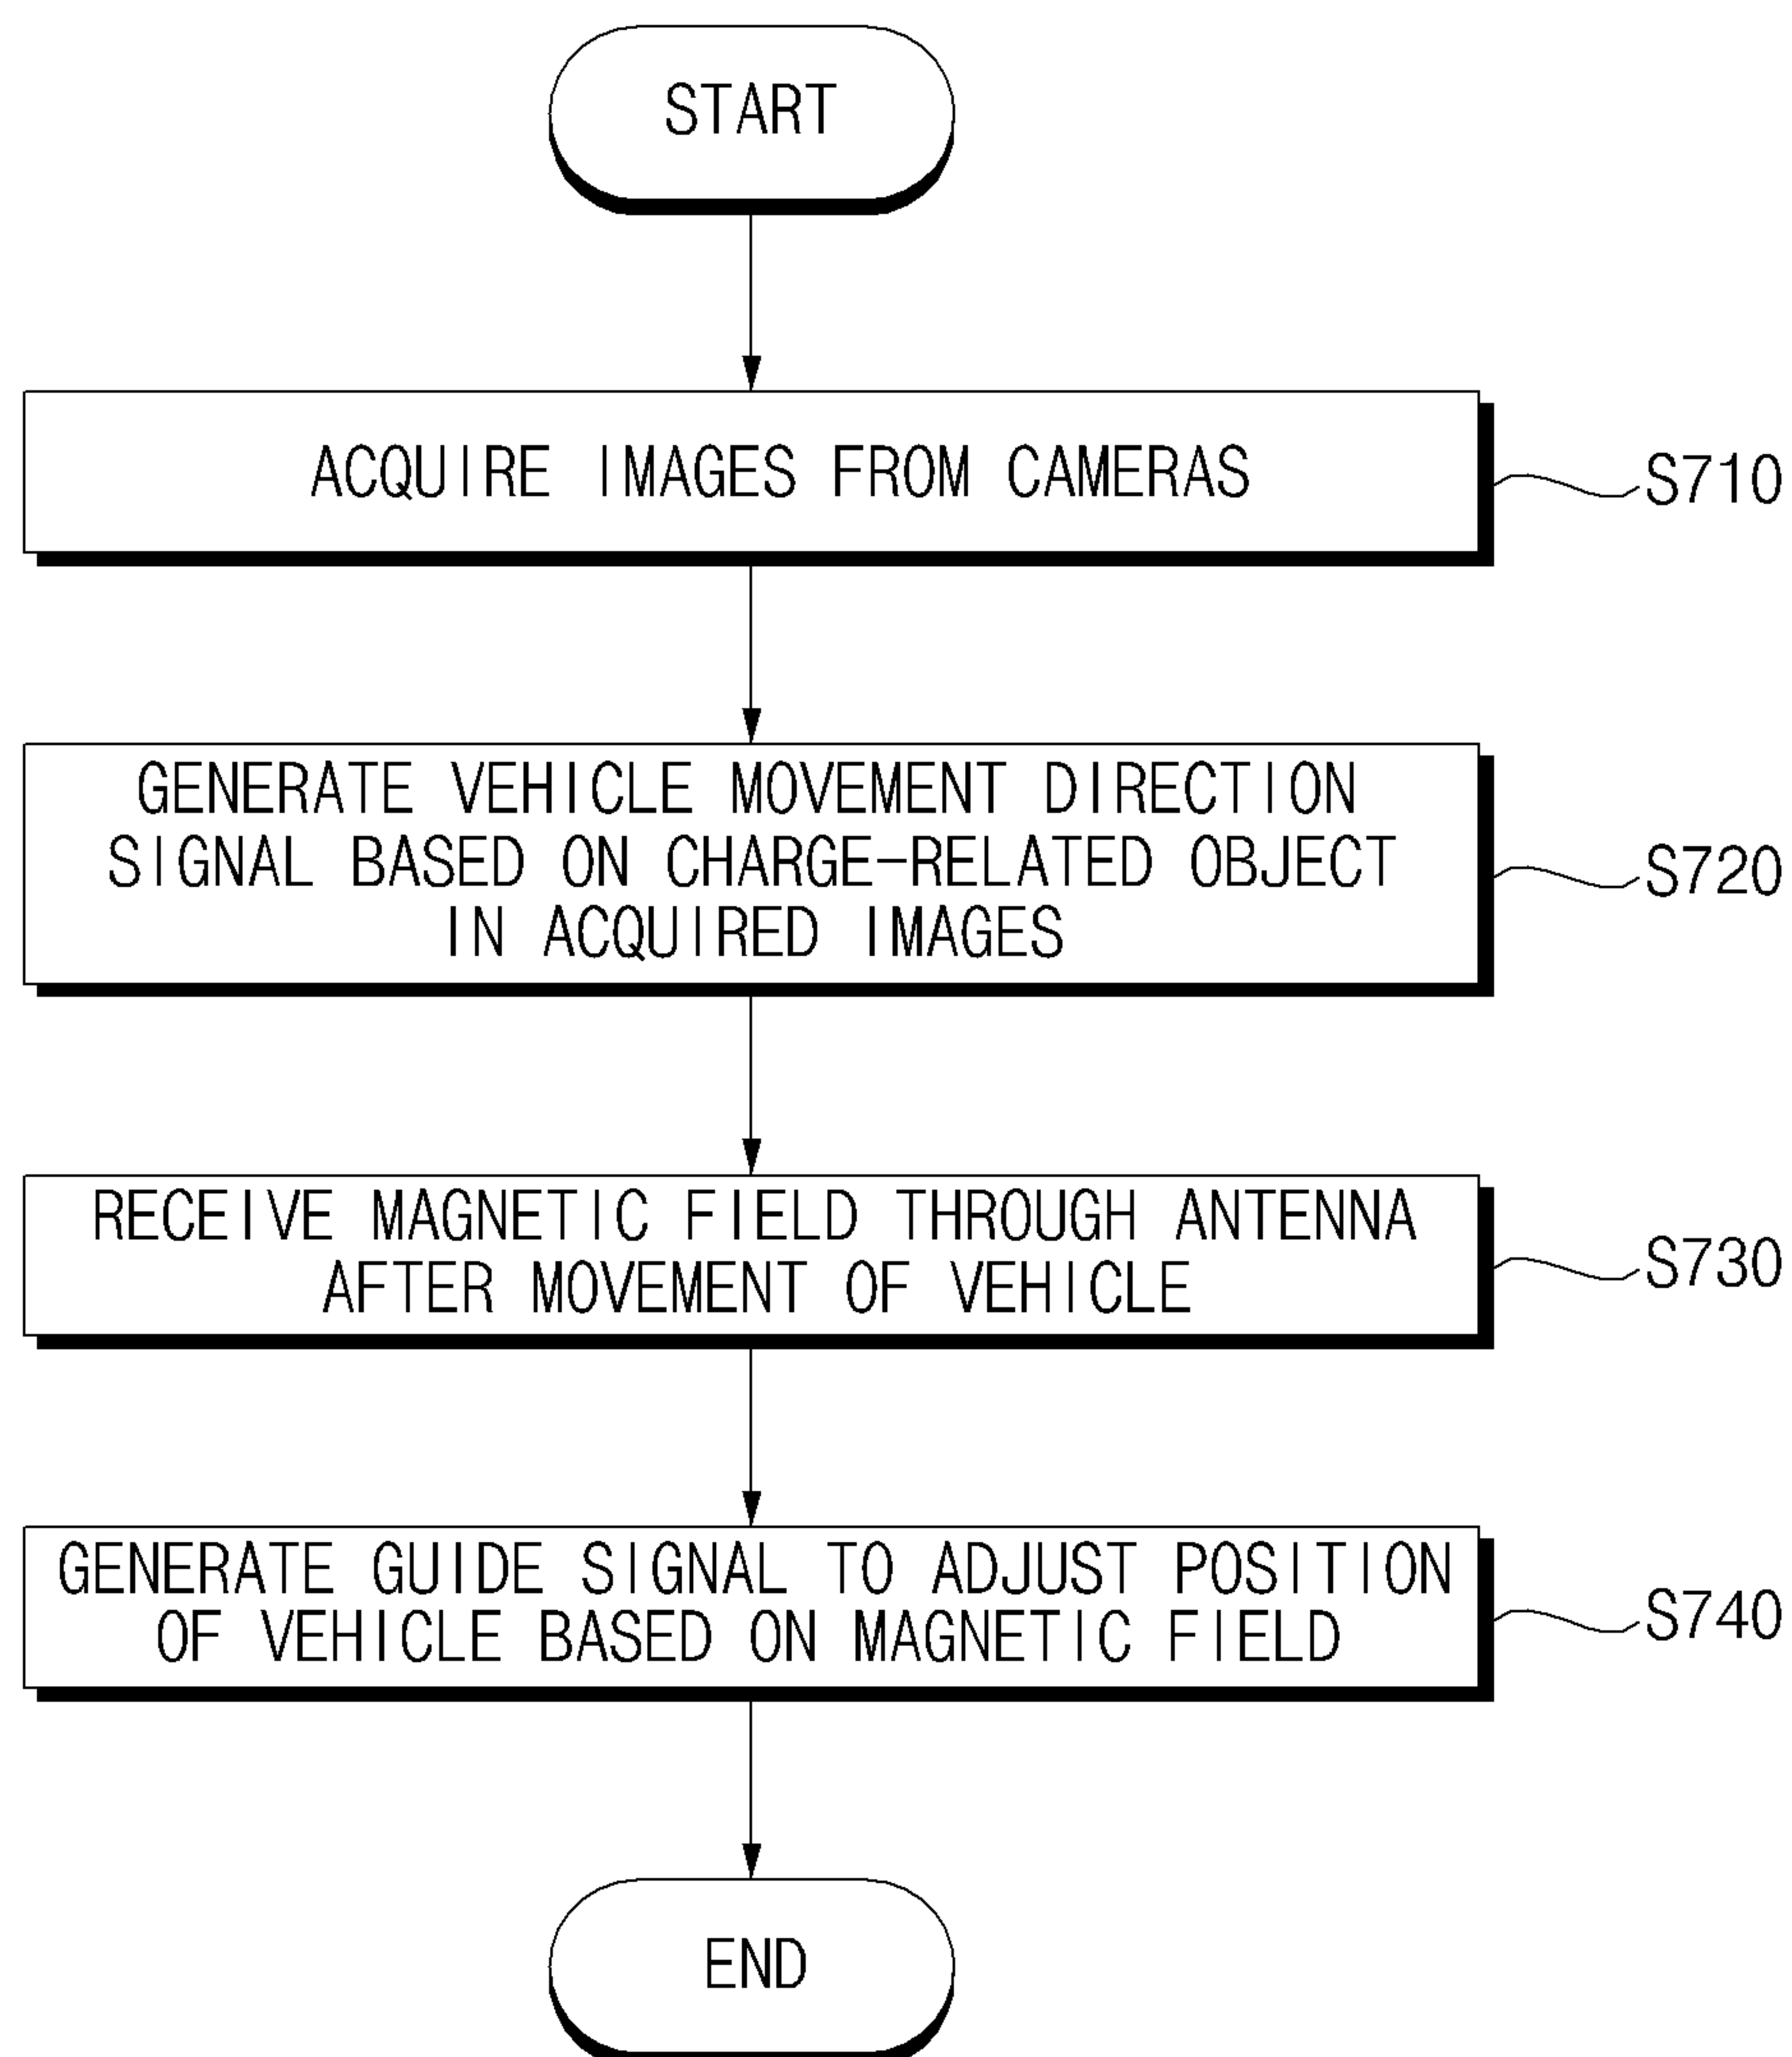 START
ACQUIRE IMAGES FROM CAMERAS
S710
GENERATE VEHICLE MOVEMENT DIRECTION
SIGNAL BASED ON CHARGE-RELATED OBJECT
IN ACQUIRED IMAGES
S720
RECEIVE MAGNETIC FIELD THROUGH ANTENNA
AFTER MOVEMENT OF VEHICLE
S730
GENERATE GUIDE SIGNAL TO ADJUST POSITION
OF VEHICLE BASED ON MAGNETIC FIELD
S740
END